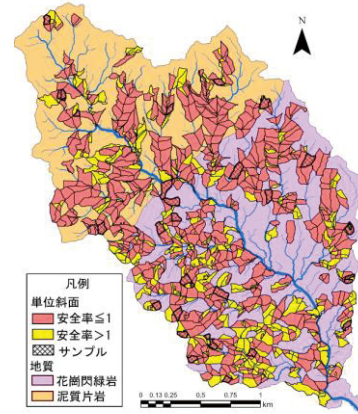 N
凡例
単位斜面
安全率≦1
安全率>1
サンプル
地質
花崗閃緑岩
泥質片岩
0 0.13 0.25 0.5 0.75 1
km